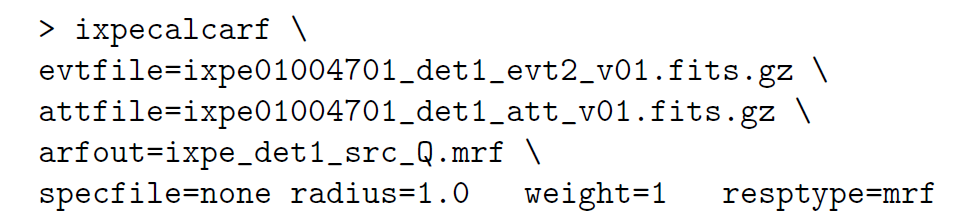 > ixpecalcarf \
evtfile=ixpe01004701_det1_evt2_v01.fits.gz \
attfile=ixpe01004701_det1_att_v01.fits.gz \
arfout=ixpe_det1_src_Q.mrf \
specfile=none radius=1.0   weight=1   resptype=mrf